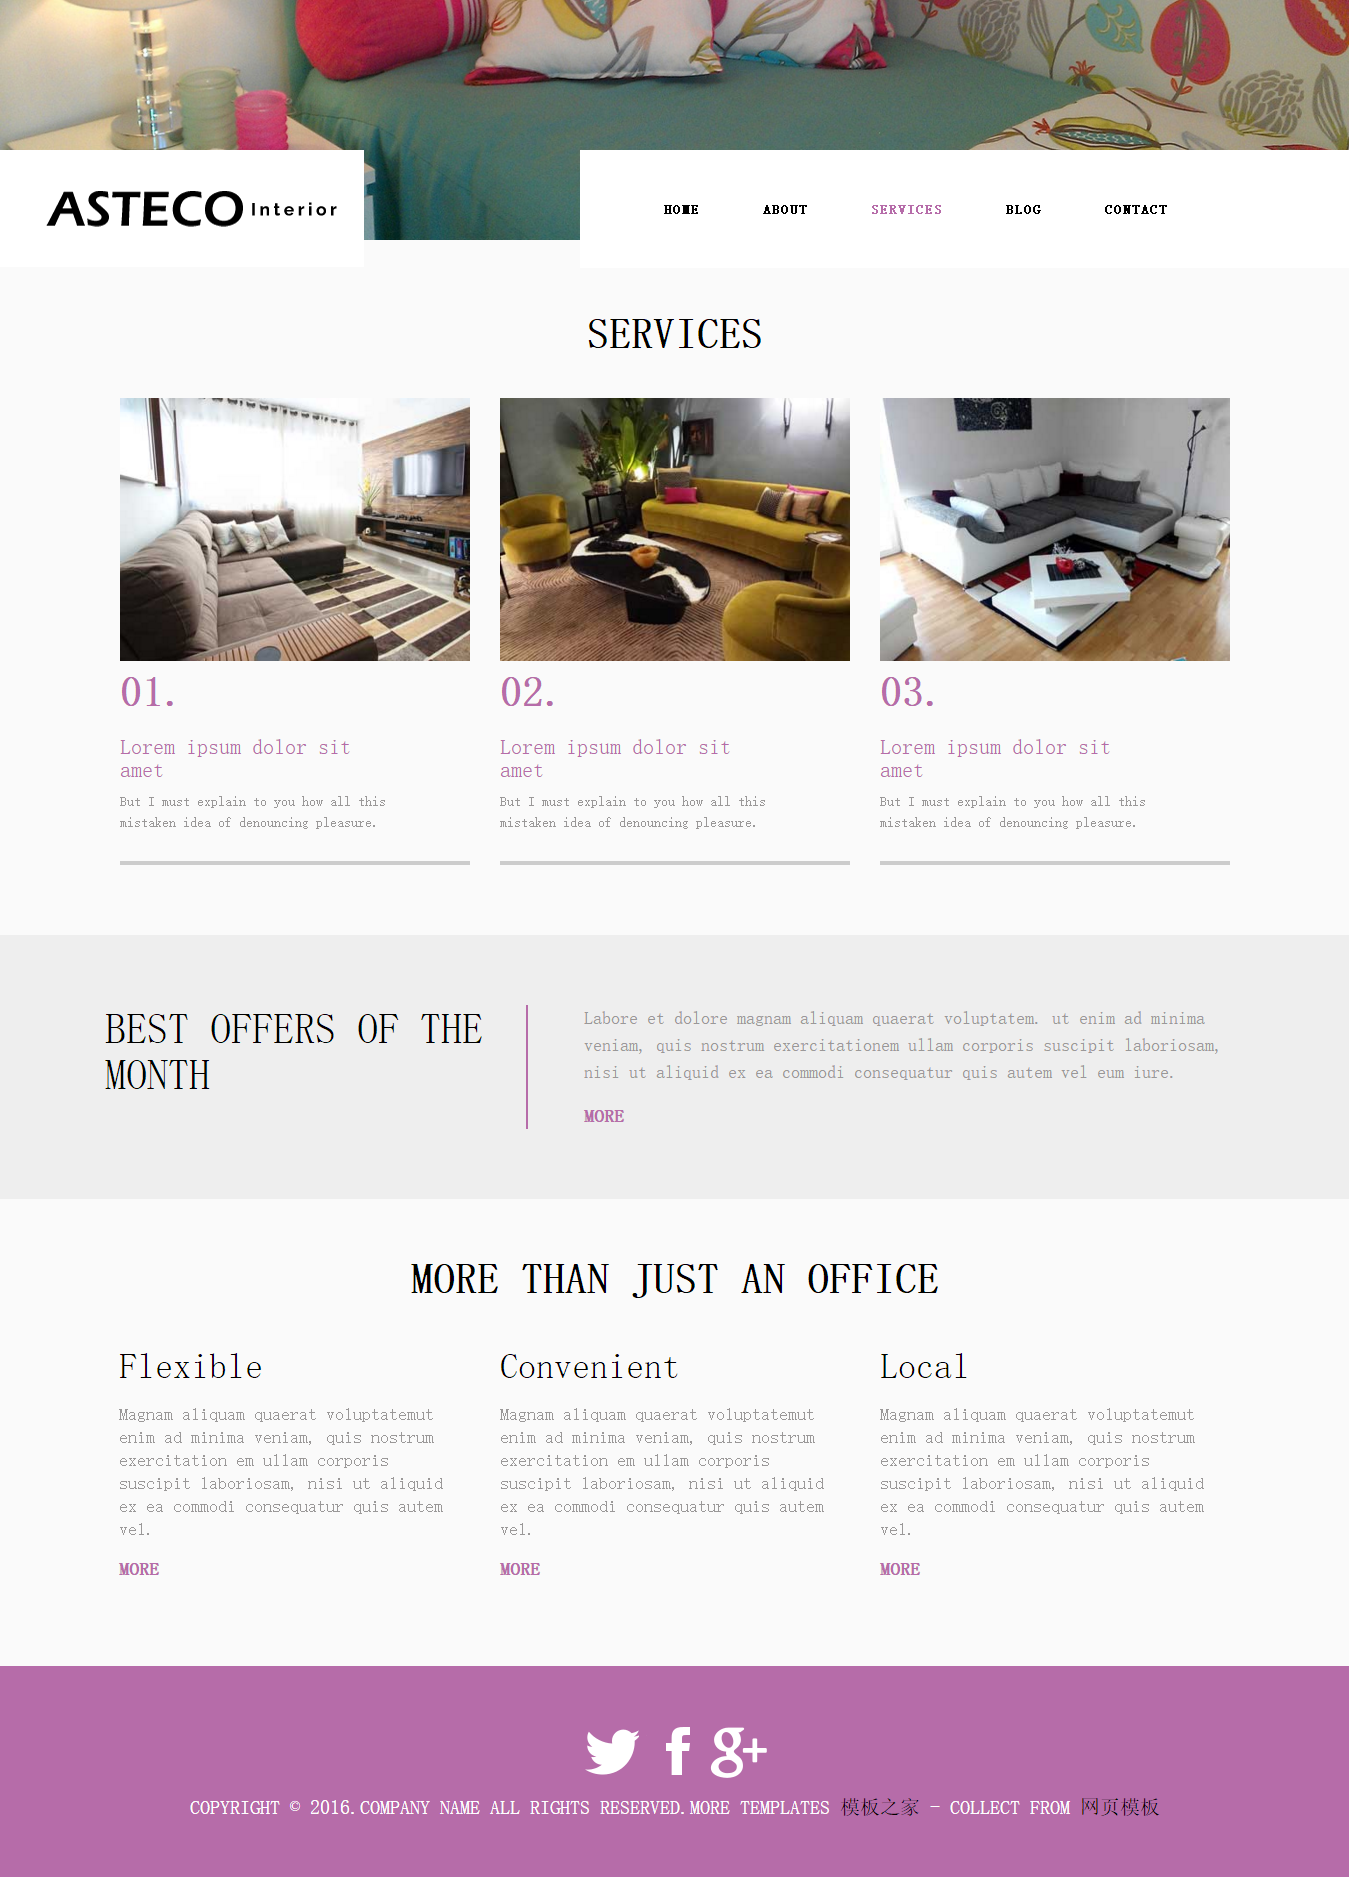 ASTECO Interior
HOME ABOUT SERVICES BLOG CONTACT
SERVICES
01.
Lorem ipsum dolor sit
amet
But I must explain to you how all this
mistaken idea of denouncing pleasure.
02.
Lorem ipsum dolor sit
amet
But I must explain to you how all this
mistaken idea of denouncing pleasure.
03.
Lorem ipsum dolor sit
amet
But I must explain to you how all this
mistaken idea of denouncing pleasure.
BEST OFFERS OF THE
MONTH
Labore et dolore magnam aliquam quaerat voluptatem. ut enim ad minima
veniam, quis nostrum exercitationem ullam corporis suscipit laboriosam,
nisi ut aliquid ex ea commodi consequatur quis autem vel eum iure.
MORE
MORE THAN JUST AN OFFICE
Flexible
Magnam aliquam quaerat voluptatemut
enim ad minima veniam, quis nostrum
exercitation em ullam corporis
suscipit laboriosam, nisi ut aliquid
ex ea commodi consequatur quis autem
vel.
MORE
Convenient
Magnam aliquam quaerat voluptatemut
enim ad minima veniam, quis nostrum
exercitation em ullam corporis
suscipit laboriosam, nisi ut aliquid
ex ea commodi consequatur quis autem
vel.
MORE
Local
Magnam aliquam quaerat voluptatemut
enim ad minima veniam, quis nostrum
exercitation em ullam corporis
suscipit laboriosam, nisi ut aliquid
ex ea commodi consequatur quis autem
vel.
MORE
COPYRIGHT © 2016.COMPANY NAME ALL RIGHTS RESERVED.MORE TEMPLATES 模板之家 - COLLECT FROM 网页模板